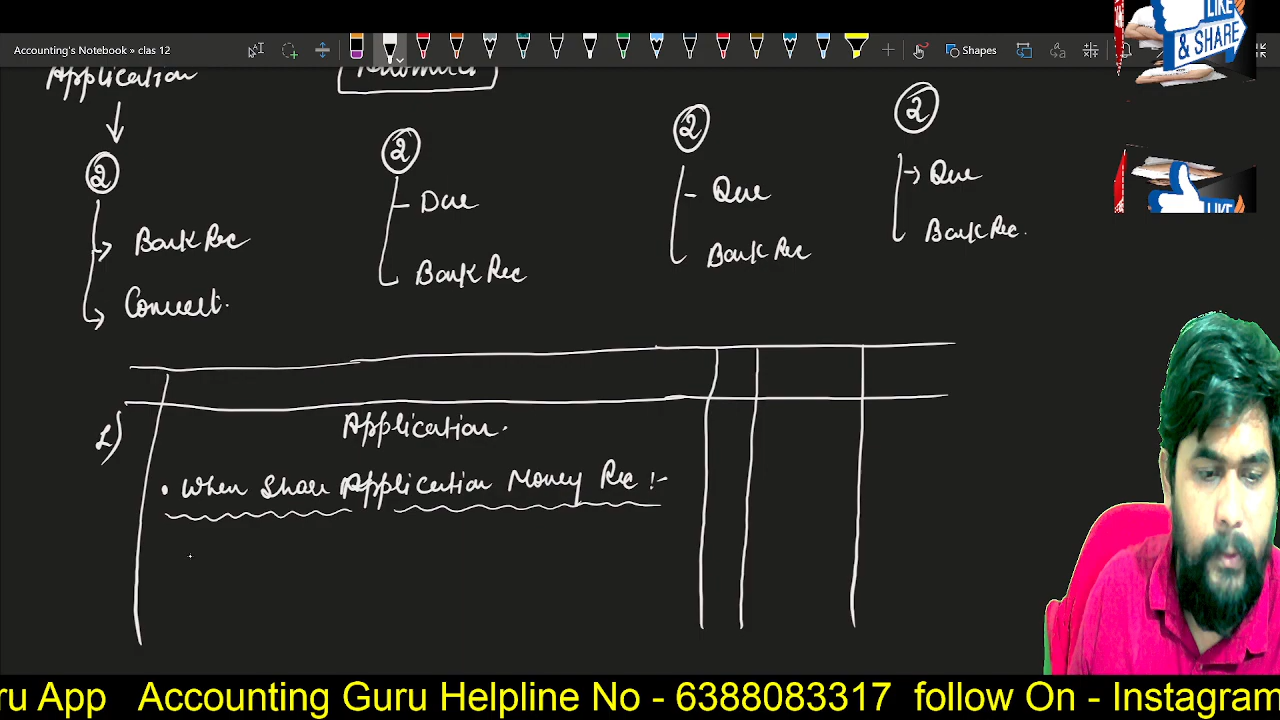 Accounting's Notebook » clas 12
Shapes
LIKE
& SHARE
Application
2
Bank Rec
Convert.
2
Due
Bank Rec
2
Due
Bank Rec
2
Due
Bank Rec.
LIKE
1)
Application.
• When Share Application Money Rec :-
ru App Accounting Guru Helpline No - 6388083317 follow On - Instagram